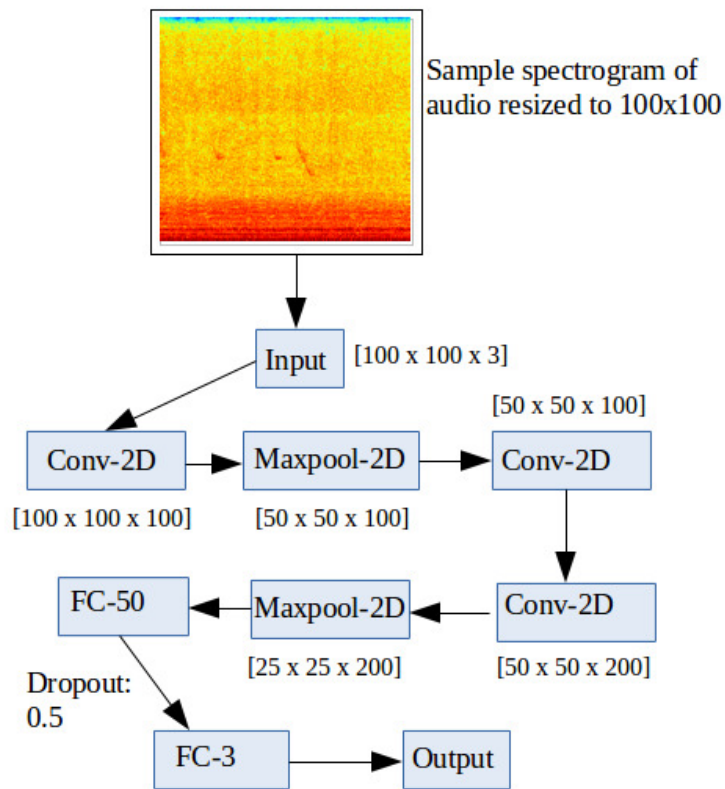 Sample spectrogram of
audio resized to 100x100
Input
[100 x 100 x 3]
Conv-2D
[100 x 100 x 100]
Maxpool-2D
[50 x 50 x 100]
[50 x 50 x 100]
Conv-2D
Conv-2D
[50 x 50 x 200]
Maxpool-2D
[25 x 25 x 200]
FC-50
Dropout:
0.5
FC-3
Output